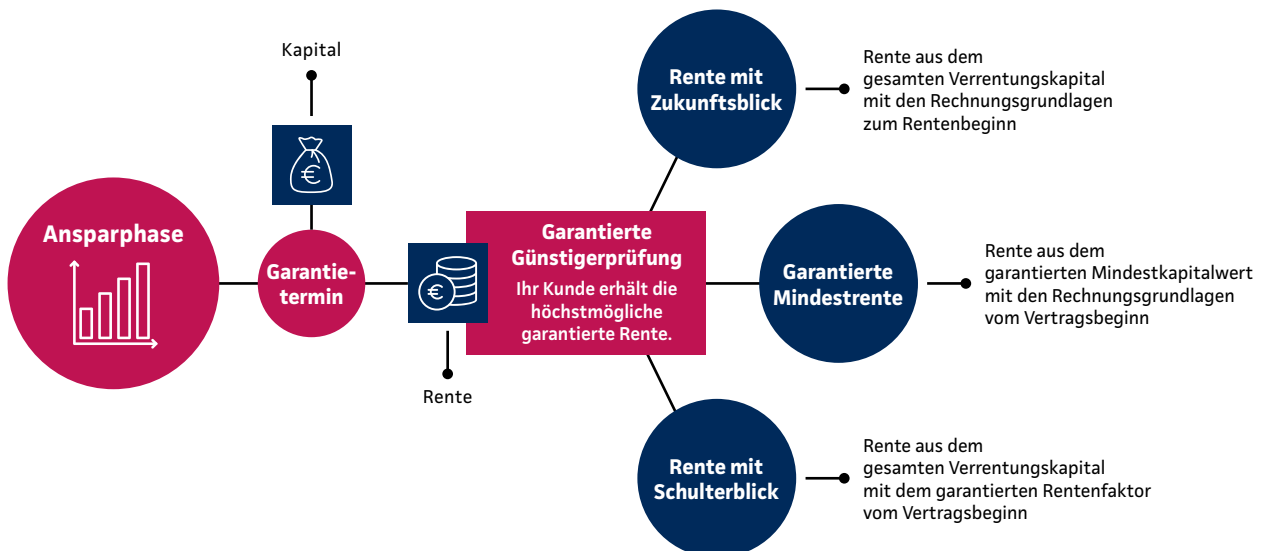 Kapital
Ansparphase
Garantie-
termin
Rente
Garantierte
Günstigerprüfung
Ihr Kunde erhält die
höchstmögliche
garantierte Rente.
Rente mit
Zukunftsblick
Rente aus dem
gesamten Verrentungskapital
mit den Rechnungsgrundlagen
zum Rentenbeginn
Garantierte
Mindestrente
Rente aus dem
garantierten Mindestkapitalwert
mit den Rechnungsgrundlagen
vom Vertragsbeginn
Rente mit
Schulterblick
Rente aus dem
gesamten Verrentungskapital
mit dem garantierten Rentenfaktor
vom Vertragsbeginn